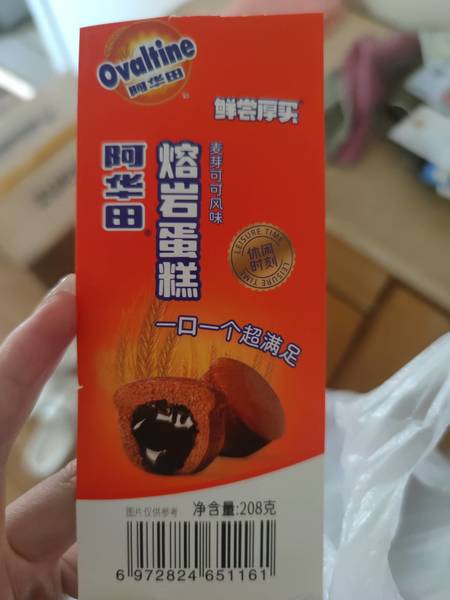 Ovaltine
阿华田
鲜尝厚买
阿华田
熔岩蛋糕
麦芽可可风味
LEISURE TIME
休闲
时刻
LEISURE TIME
一口一个超满足
图片仅供参考
净含量:208克
6 972824 651161